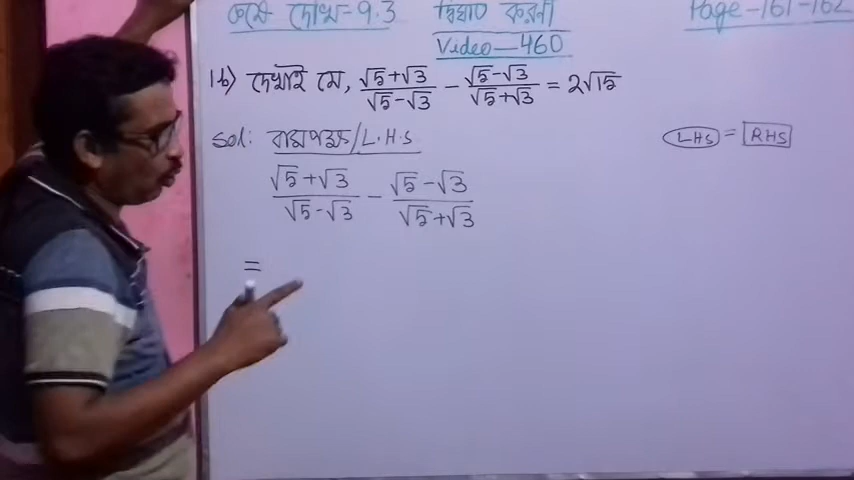 কষে দেখি-9.3 দ্বিঘাত করণী Page-161-162
Video—460
1.b) দেখাই যে, (√5+√3)/(√5-√3) - (√5-√3)/(√5+√3) = 2√15
Sol: বামপক্ষ/L.H.S LHS = RHS
(√5+√3)/(√5-√3) - (√5-√3)/(√5+√3)
=